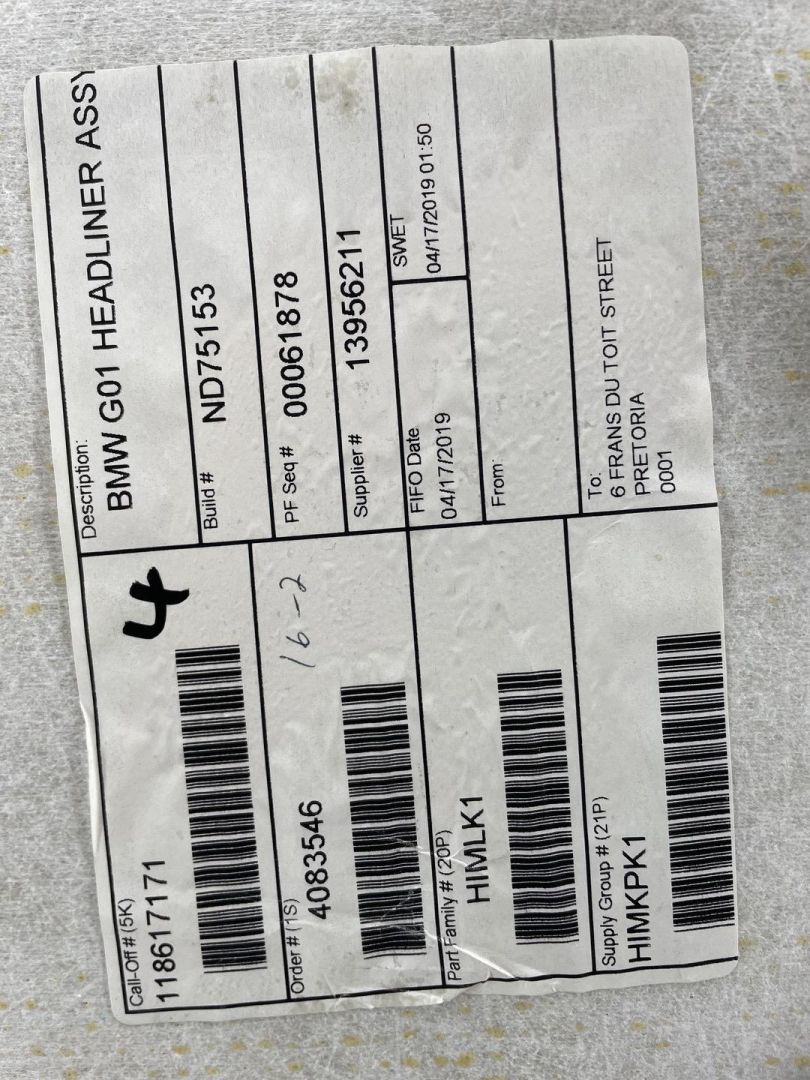 Call-Off # (5K)
118617171
4
Order # (1S)
4083546
16-2
Part Family # (20P)
HIMLK1
Supply Group # (21P)
HIMKPK1
Description:
BMW G01 HEADLINER ASSY
Build #
ND75153
PF Seq #
00061878
Supplier #
13956211
FIFO Date
04/17/2019
SWET
04/17/2019 01:50
From:
To:
6 FRANS DU TOIT STREET
PRETORIA
0001